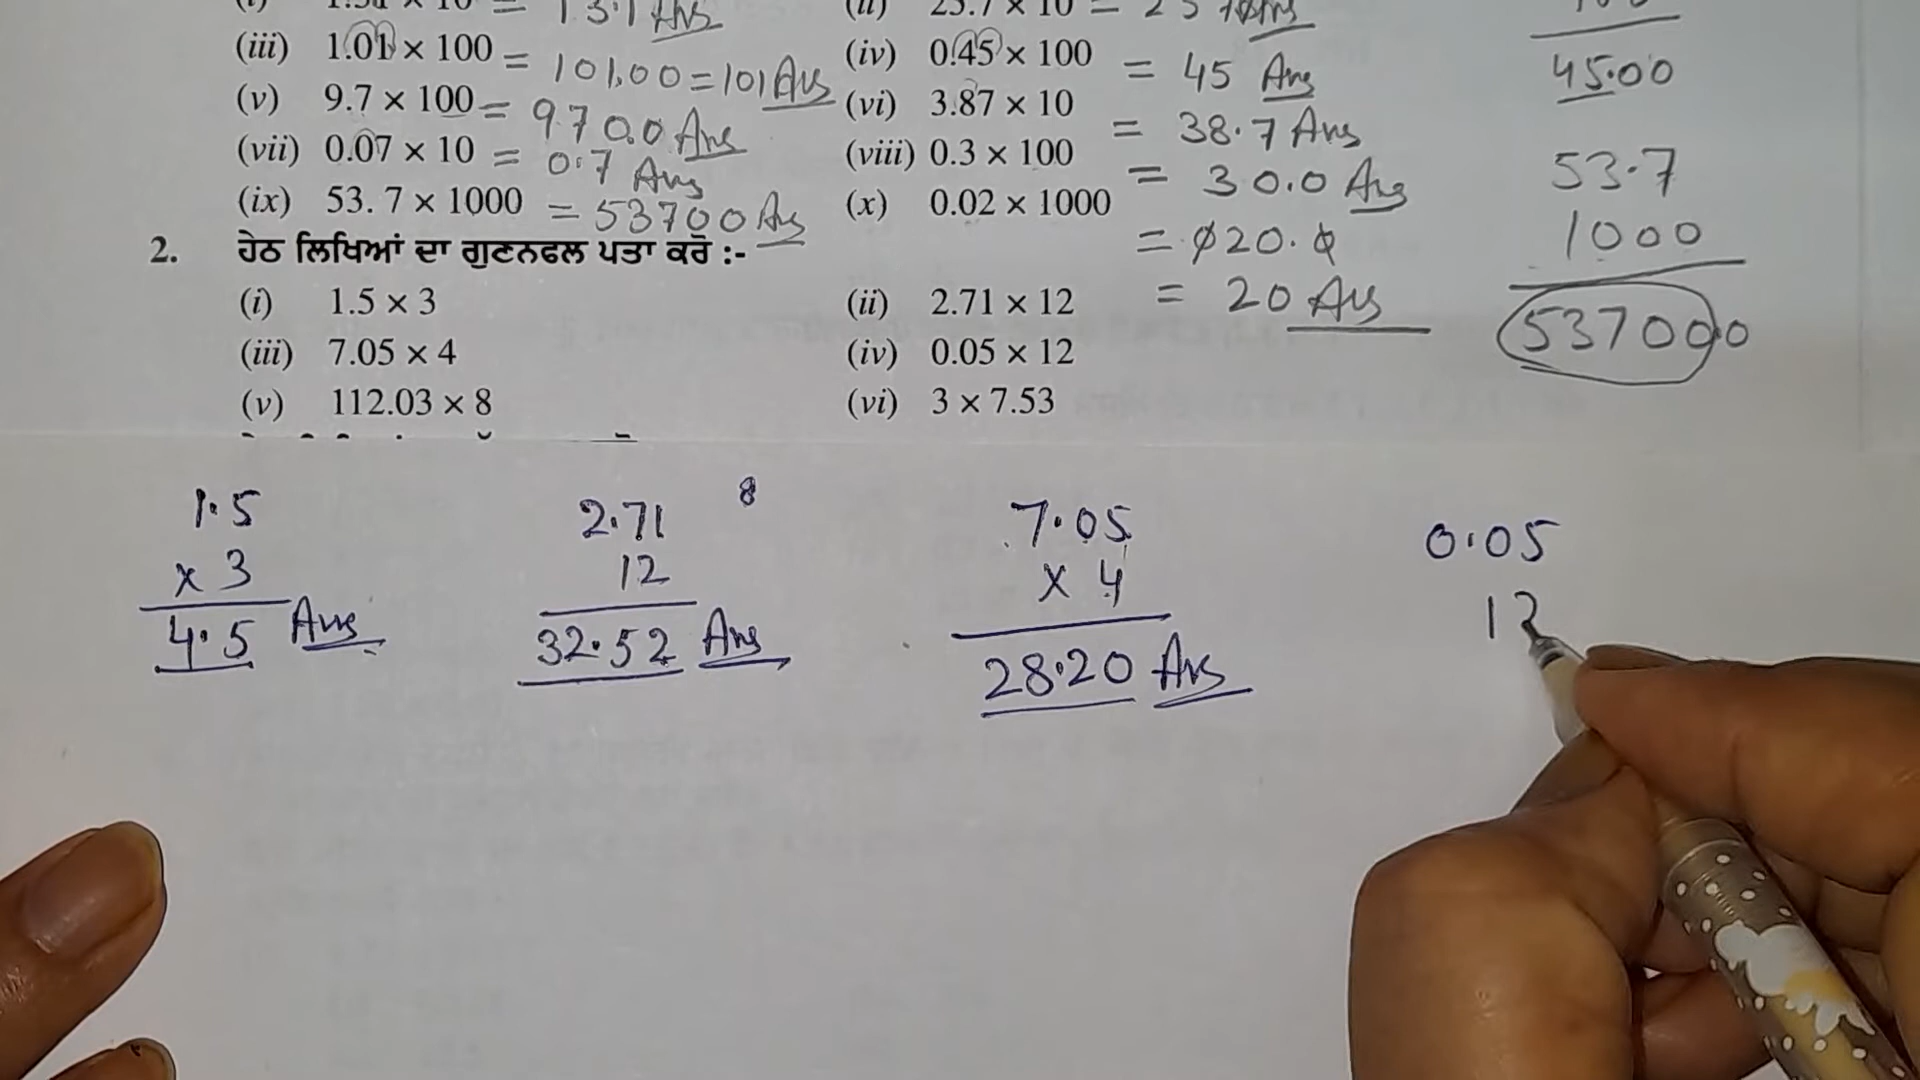 (iii) 1.01 × 100 = 101.00 = 101 Ans (iv) 0.45 × 100 = 45 Ans
(v) 9.7 × 100 = 970.0 Ans (vi) 3.87 × 10 = 38.7 Ans
(vii) 0.07 × 10 = 0.7 Ans (viii) 0.3 × 100 = 30.0 Ans
(ix) 53. 7 × 1000 = 53700 Ans (x) 0.02 × 1000
= 020.0
= 20 Ans
45.00
53.7
1000
537000.0
2. ਹੇਠ ਲਿਖਿਆਂ ਦਾ ਗੁਣਨਫਲ ਪਤਾ ਕਰੋ :-
(i) 1.5 × 3 (ii) 2.71 × 12
(iii) 7.05 × 4 (iv) 0.05 × 12
(v) 112.03 × 8 (vi) 3 × 7.53
1.5
× 3
4.5 Ans
8
2.71
12
32.52 Ans
7.05
× 4
28.20 Ans
0.05
12